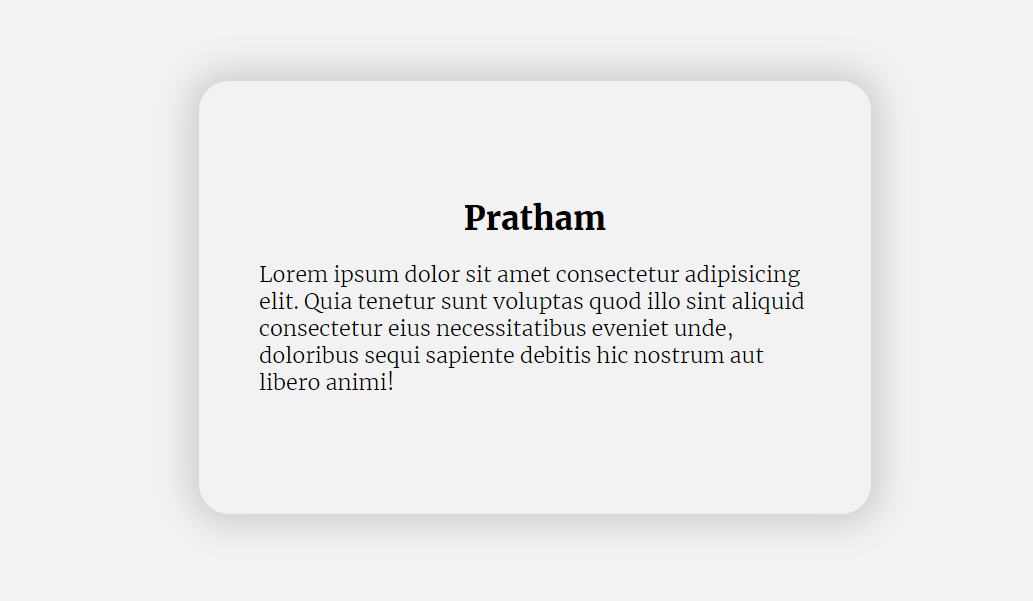 Pratham
Lorem ipsum dolor sit amet consectetur adipisicing
elit. Quia tenetur sunt voluptas quod illo sint aliquid
consectetur eius necessitatibus eveniet unde,
doloribus sequi sapiente debitis hic nostrum aut
libero animi!